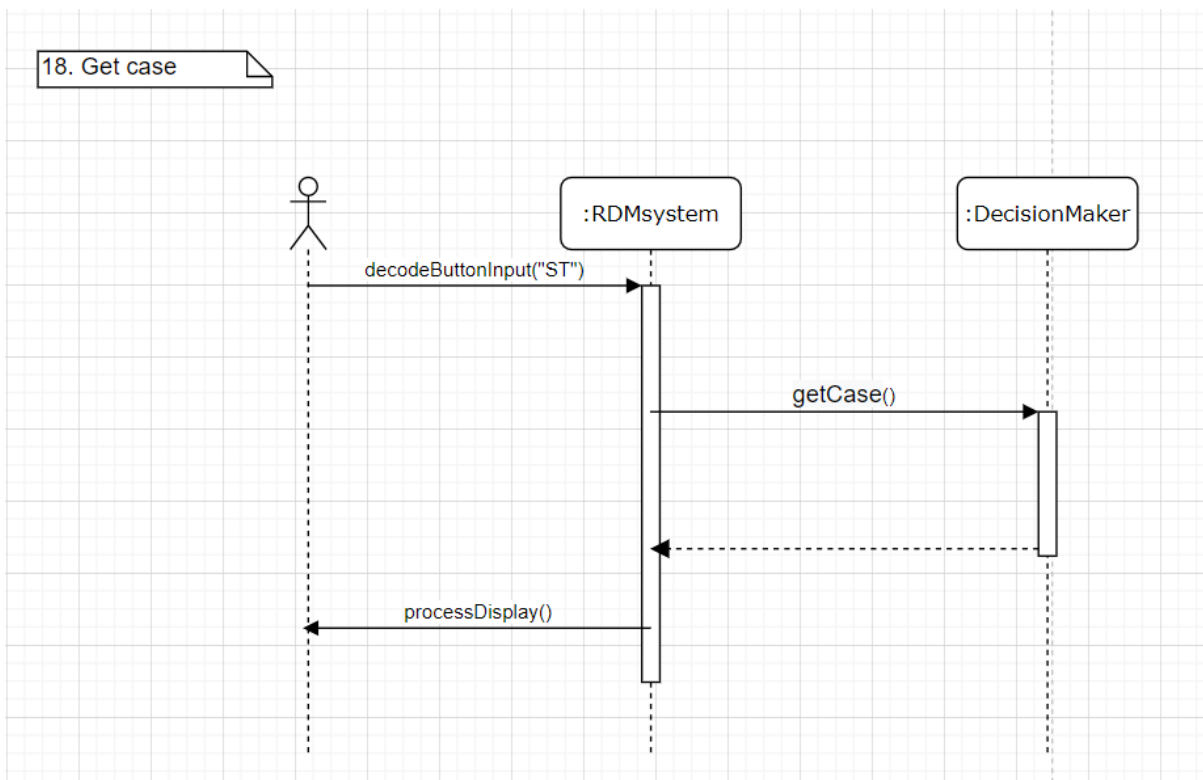 18. Get case
:RDMsystem
:DecisionMaker
decodeButtonInput("ST")
getCase()
processDisplay()